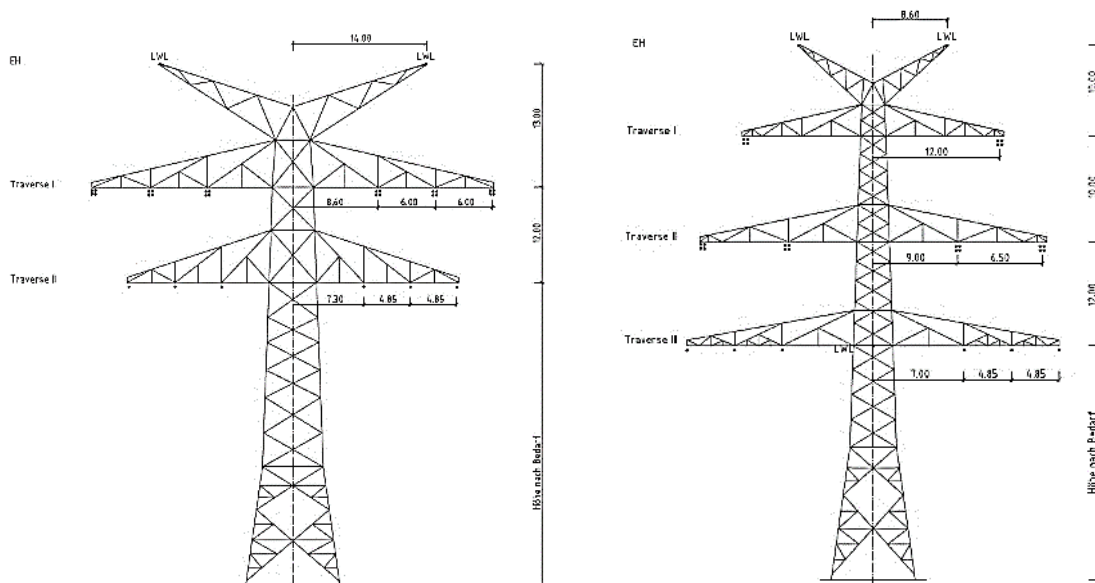 14.00
LWL LWL
EH
13.00
Traverse I
8.60 6.00 6.00
12.00
Traverse II
7.30 4.85 4.85
Höhe nach Bedarf
8.60
LWL LWL
EH
10.00
Traverse I
12.00
10.00
Traverse II
9.00 6.50
12.00
Traverse III
LWL
7.00 4.85 4.85
Höhe nach Bedarf